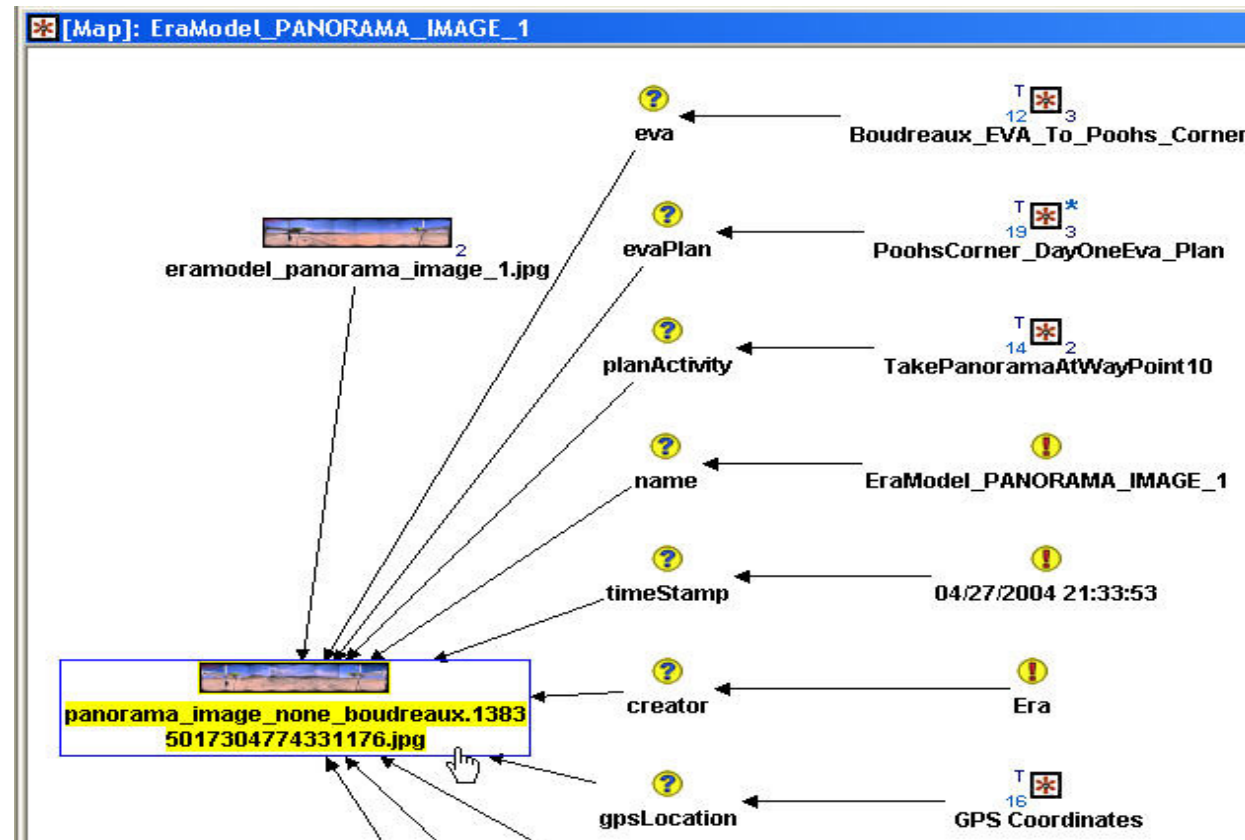 [Map]: EraModel_PANORAMA_IMAGE_1
? eva
T 12 3
Boudreaux_EVA_To_Poohs_Corner
2
eramodel_panorama_image_1.jpg
? evaPlan
T * 19 3
PoohsCorner_DayOneEva_Plan
? planActivity
T 14 2
TakePanoramaAtWayPoint10
? name
! EraModel_PANORAMA_IMAGE_1
? timeStamp
! 04/27/2004 21:33:53
panorama_image_none_boudreaux.1383
5017304774331176.jpg
? creator
! Era
? gpsLocation
T 16
GPS Coordinates